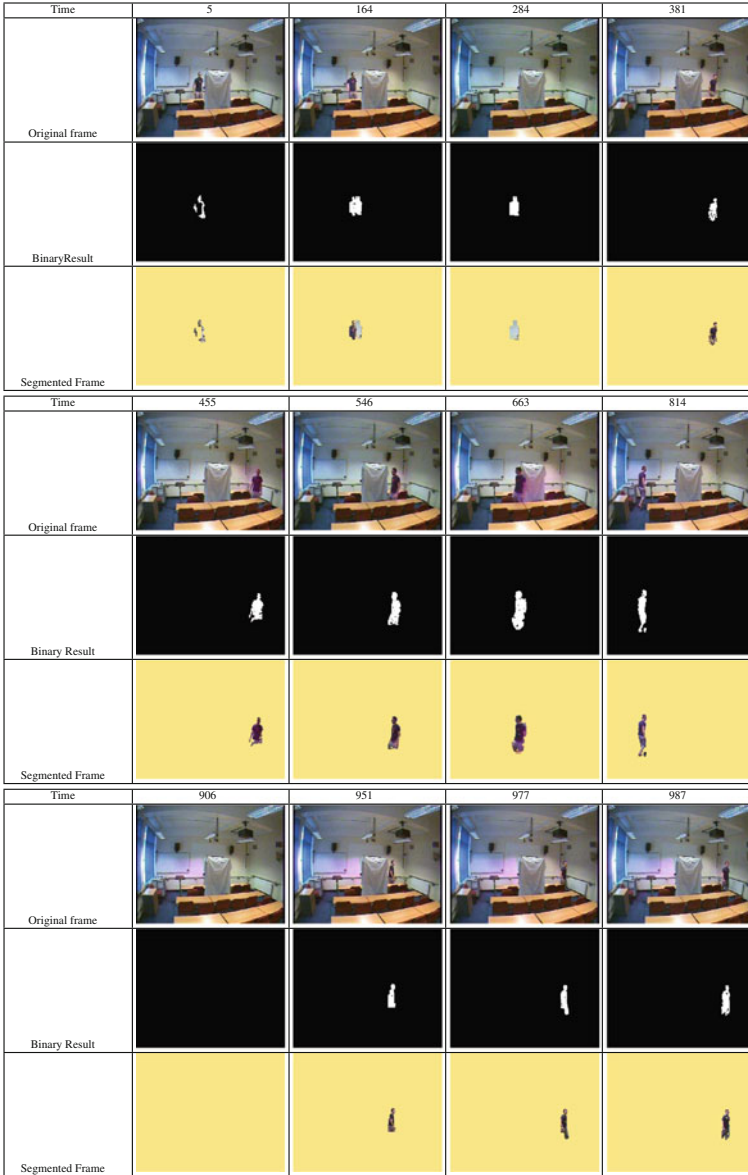 Time 5 164 284 381
Original frame
BinaryResult
Segmented Frame
Time 455 546 663 814
Original frame
Binary Result
Segmented Frame
Time 906 951 977 987
Original frame
Binary Result
Segmented Frame